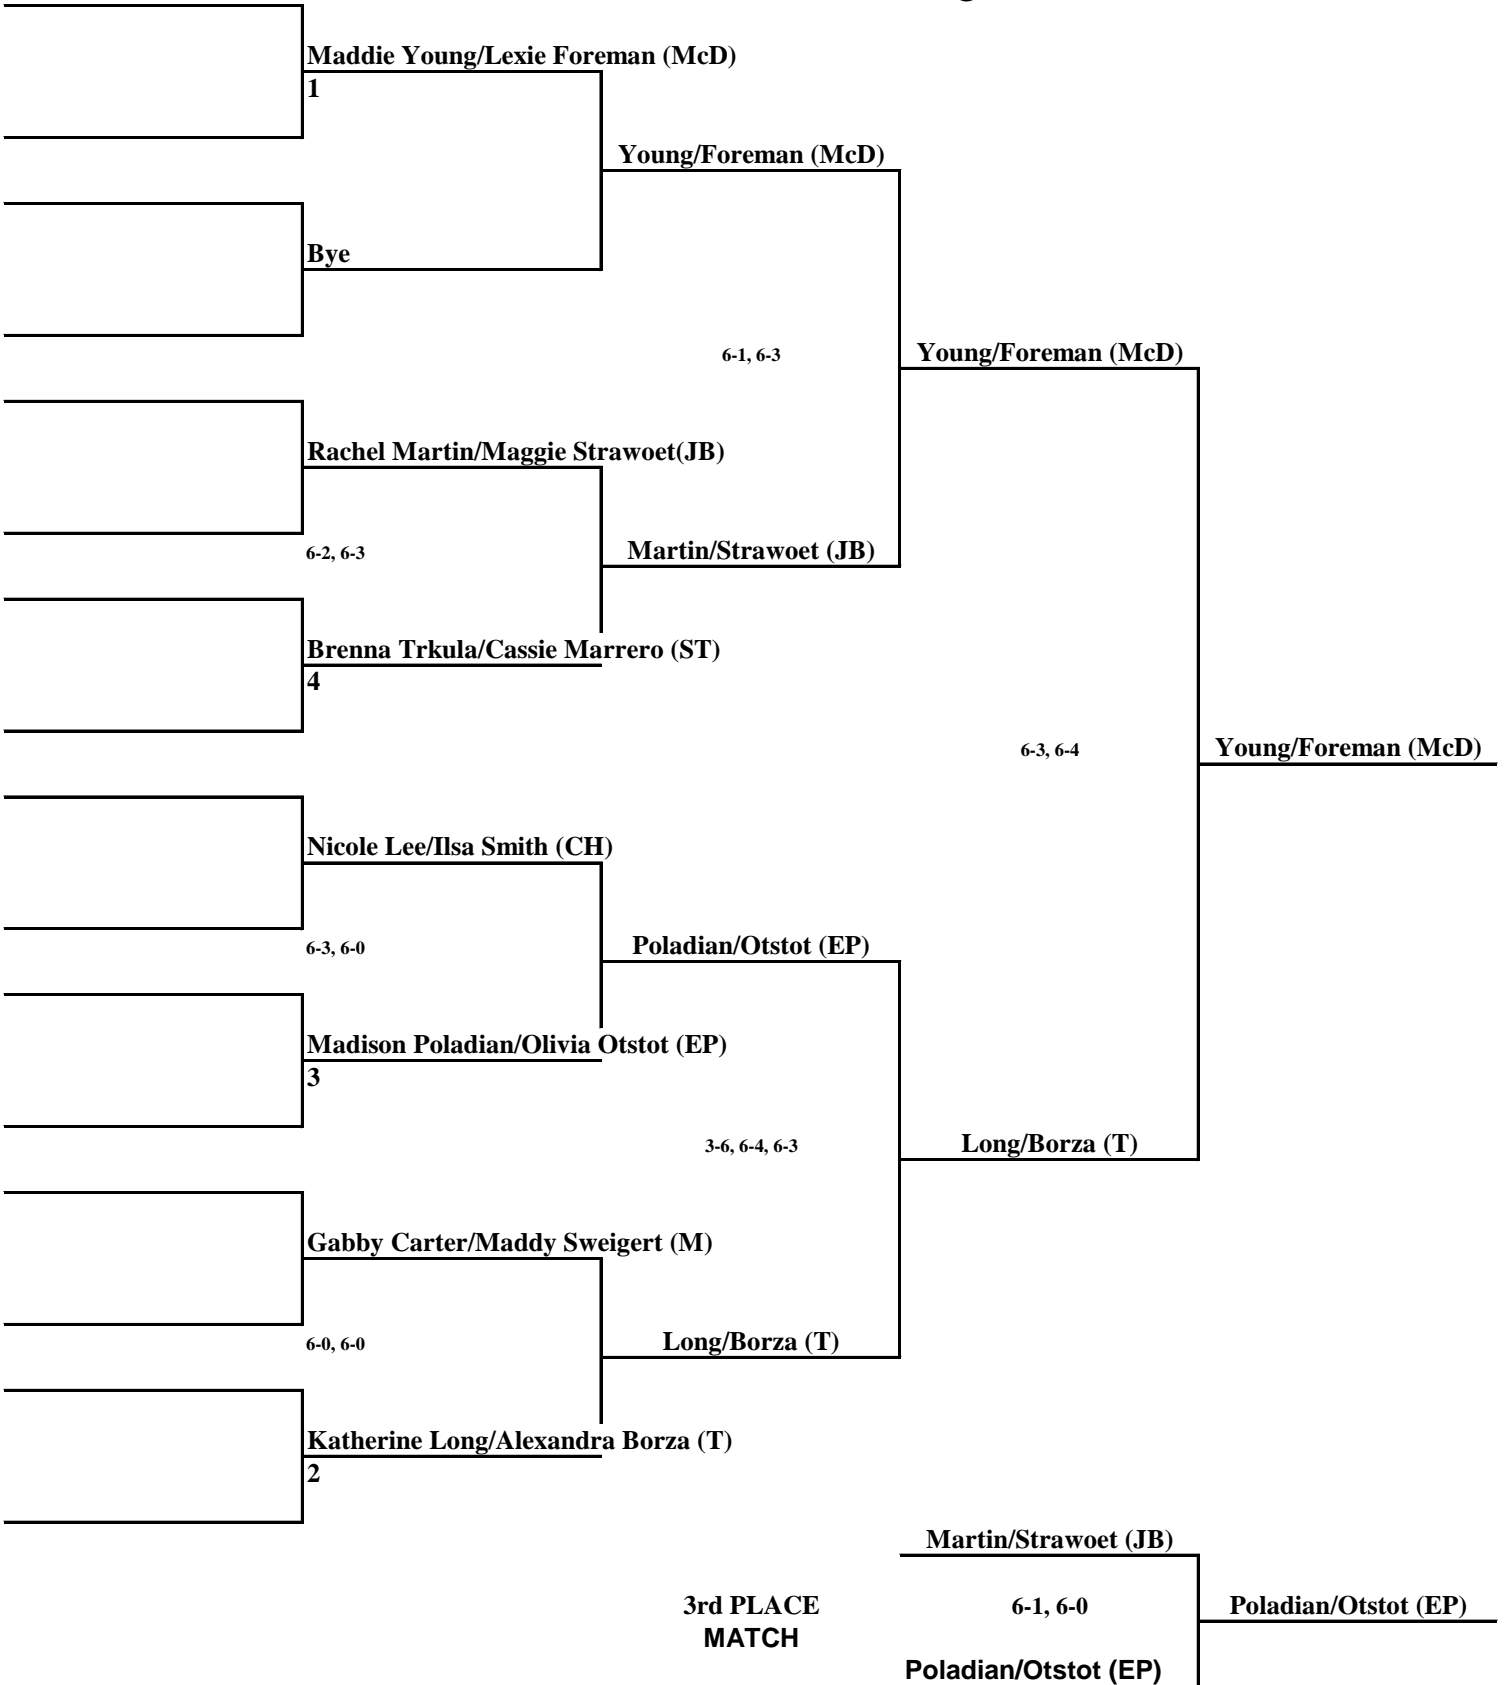 Maddie Young/Lexie Foreman (McD)
1
Young/Foreman (McD)
Bye
6-1, 6-3
Young/Foreman (McD)
Rachel Martin/Maggie Strawoet(JB)
6-2, 6-3
Martin/Strawoet (JB)
Brenna Trkula/Cassie Marrero (ST)
4
6-3, 6-4
Young/Foreman (McD)
Nicole Lee/Ilsa Smith (CH)
6-3, 6-0
Poladian/Otstot (EP)
Madison Poladian/Olivia Otstot (EP)
3
3-6, 6-4, 6-3
Long/Borza (T)
Gabby Carter/Maddy Sweigert (M)
6-0, 6-0
Long/Borza (T)
Katherine Long/Alexandra Borza (T)
2
Martin/Strawoet (JB)
3rd PLACE
MATCH
6-1, 6-0
Poladian/Otstot (EP)
Poladian/Otstot (EP)